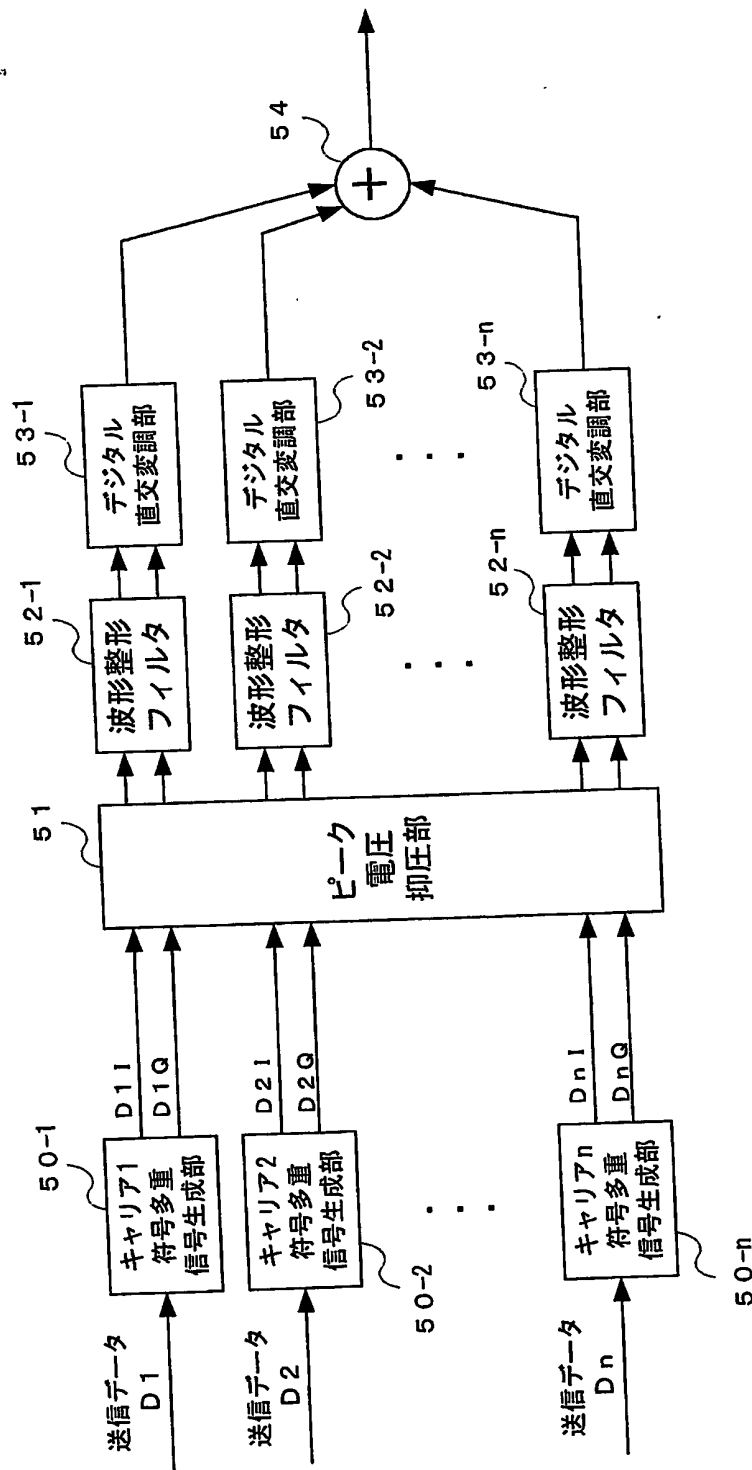 送信データ
D1
50-1
キャリア1
符号多重
信号生成部
D1I
D1Q
送信データ
D2
キャリア2
符号多重
信号生成部
50-2
D2I
D2Q
送信データ
Dn
キャリアn
符号多重
信号生成部
50-n
DnI
DnQ
51
ピーク
電圧
抑圧部
52-1
波形整形
フィルタ
波形整形
フィルタ
52-2
52-n
波形整形
フィルタ
53-1
デジタル
直交変調部
デジタル
直交変調部
53-2
53-n
デジタル
直交変調部
54
+